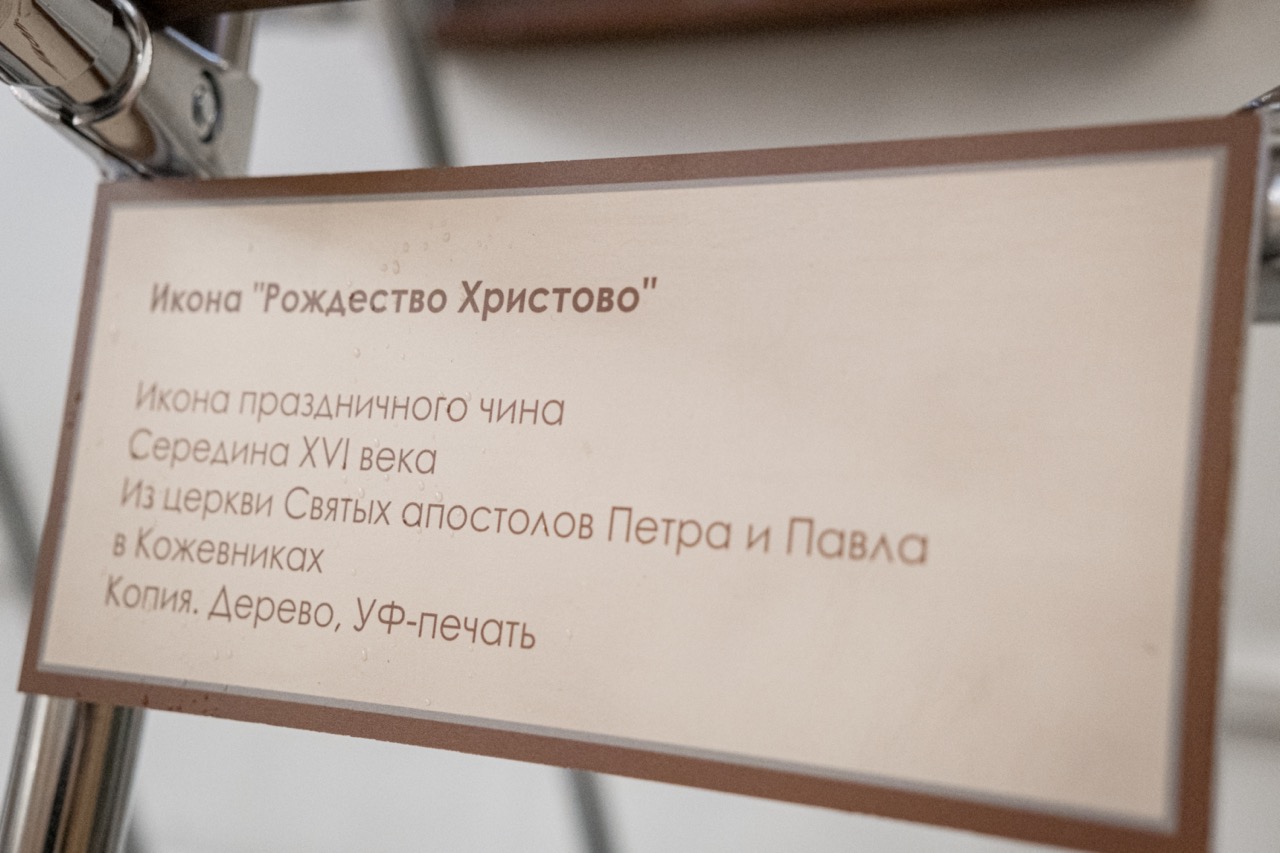 Икона "Рождество Христово"
Икона праздничного чина
Середина XVI века
Из церкви Святых апостолов Петра и Павла
в Кожевниках
Копия. Дерево, УФ-печать